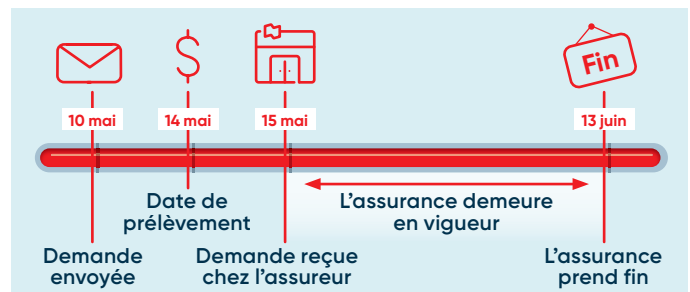 Fin
10 mai
14 mai
15 mai
13 juin
Date de
prélèvement
L'assurance demeure
en vigueur
Demande
envoyée
Demande reçue
chez l'assureur
L'assurance
prend fin